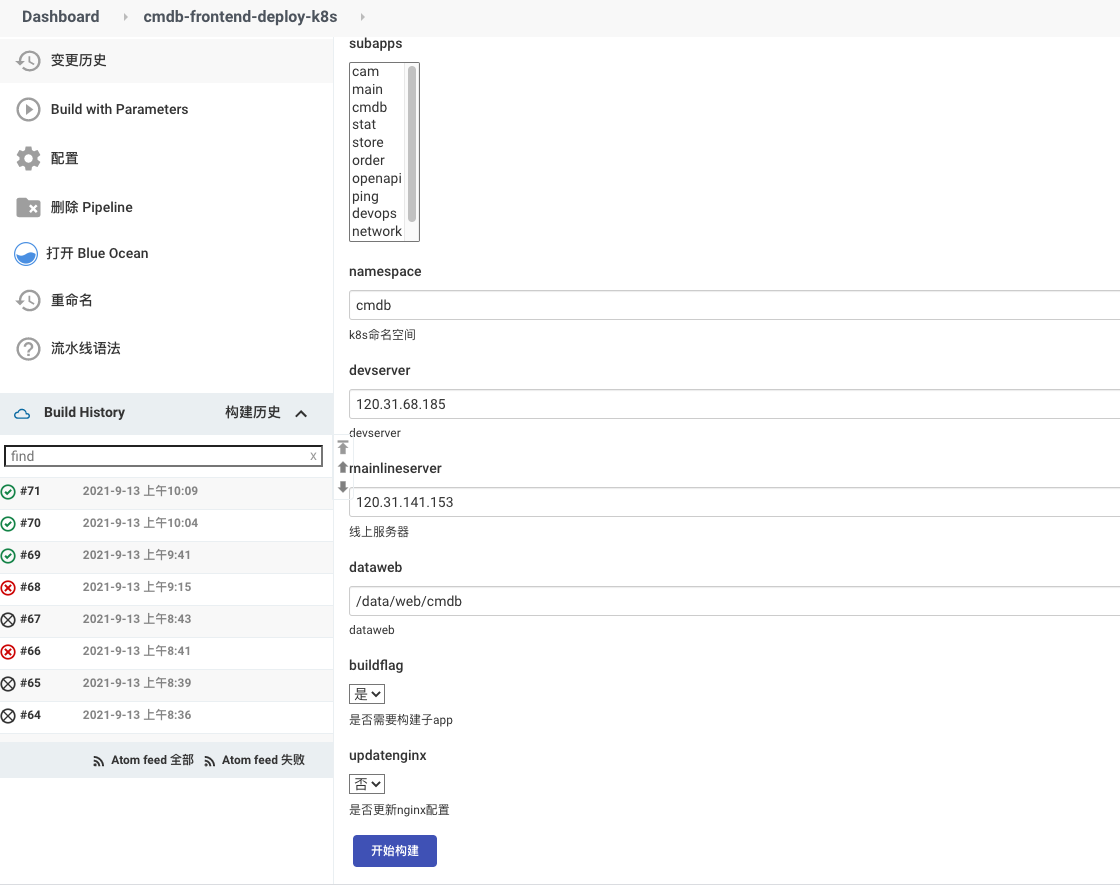 Dashboard cmdb-frontend-deploy-k8s
变更历史
Build with Parameters
配置
删除 Pipeline
打开 Blue Ocean
重命名
流水线语法
Build History 构建历史
find x
#71 2021-9-13 上午10:09
#70 2021-9-13 上午10:04
#69 2021-9-13 上午9:41
#68 2021-9-13 上午9:15
#67 2021-9-13 上午8:43
#66 2021-9-13 上午8:41
#65 2021-9-13 上午8:39
#64 2021-9-13 上午8:36
Atom feed 全部 Atom feed 失败
subapps
cam
main
cmdb
stat
store
order
openapi
ping
devops
network
namespace
cmdb
k8s命名空间
devserver
120.31.68.185
devserver
mainlineserver
120.31.141.153
线上服务器
dataweb
/data/web/cmdb
dataweb
buildflag
是
是否需要构建子app
updatenginx
否
是否更新nginx配置
开始构建